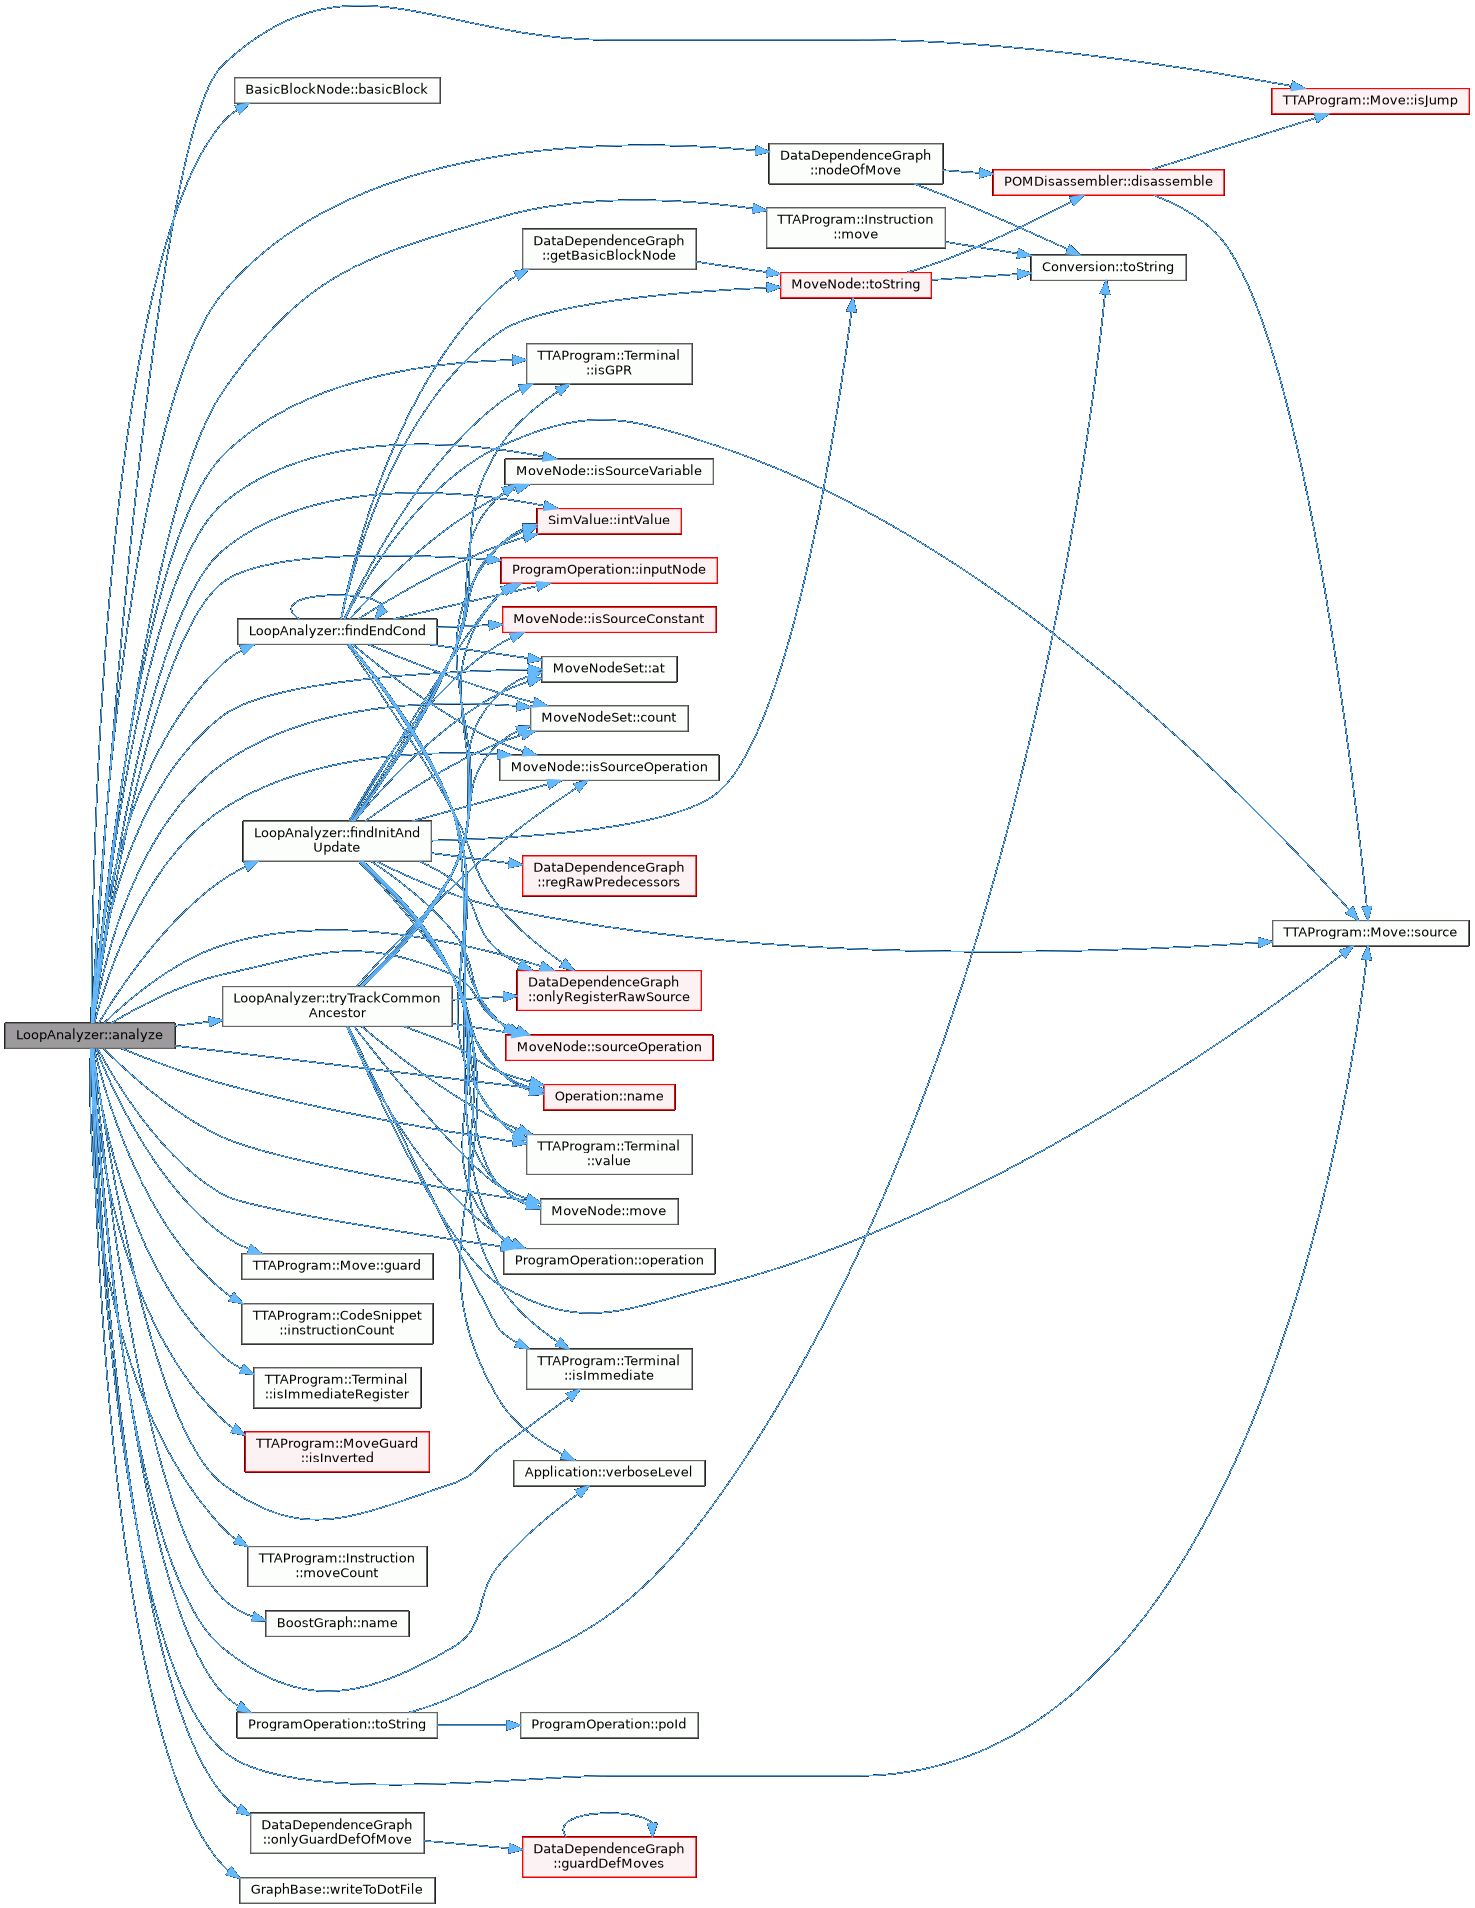 BasicBlockNode::basicBlock
TTAProgram::Move::isJump
DataDependenceGraph
::nodeOfMove
POMDisassembler::disassemble
TTAProgram::Instruction
::move
DataDependenceGraph
::getBasicBlockNode
Conversion::toString
MoveNode::toString
TTAProgram::Terminal
::isGPR
MoveNode::isSourceVariable
SimValue::intValue
ProgramOperation::inputNode
MoveNode::isSourceConstant
LoopAnalyzer::findEndCond
MoveNodeSet::at
MoveNodeSet::count
MoveNode::isSourceOperation
LoopAnalyzer::findInitAnd
Update
DataDependenceGraph
::regRawPredecessors
TTAProgram::Move::source
DataDependenceGraph
::onlyRegisterRawSource
LoopAnalyzer::tryTrackCommon
Ancestor
LoopAnalyzer::analyze
MoveNode::sourceOperation
Operation::name
TTAProgram::Terminal
::value
MoveNode::move
ProgramOperation::operation
TTAProgram::Move::guard
TTAProgram::CodeSnippet
::instructionCount
TTAProgram::Terminal
::isImmediate
TTAProgram::Terminal
::isImmediateRegister
TTAProgram::MoveGuard
::isInverted
Application::verboseLevel
TTAProgram::Instruction
::moveCount
BoostGraph::name
ProgramOperation::toString
ProgramOperation::poId
DataDependenceGraph
::onlyGuardDefOfMove
DataDependenceGraph
::guardDefMoves
GraphBase::writeToDotFile